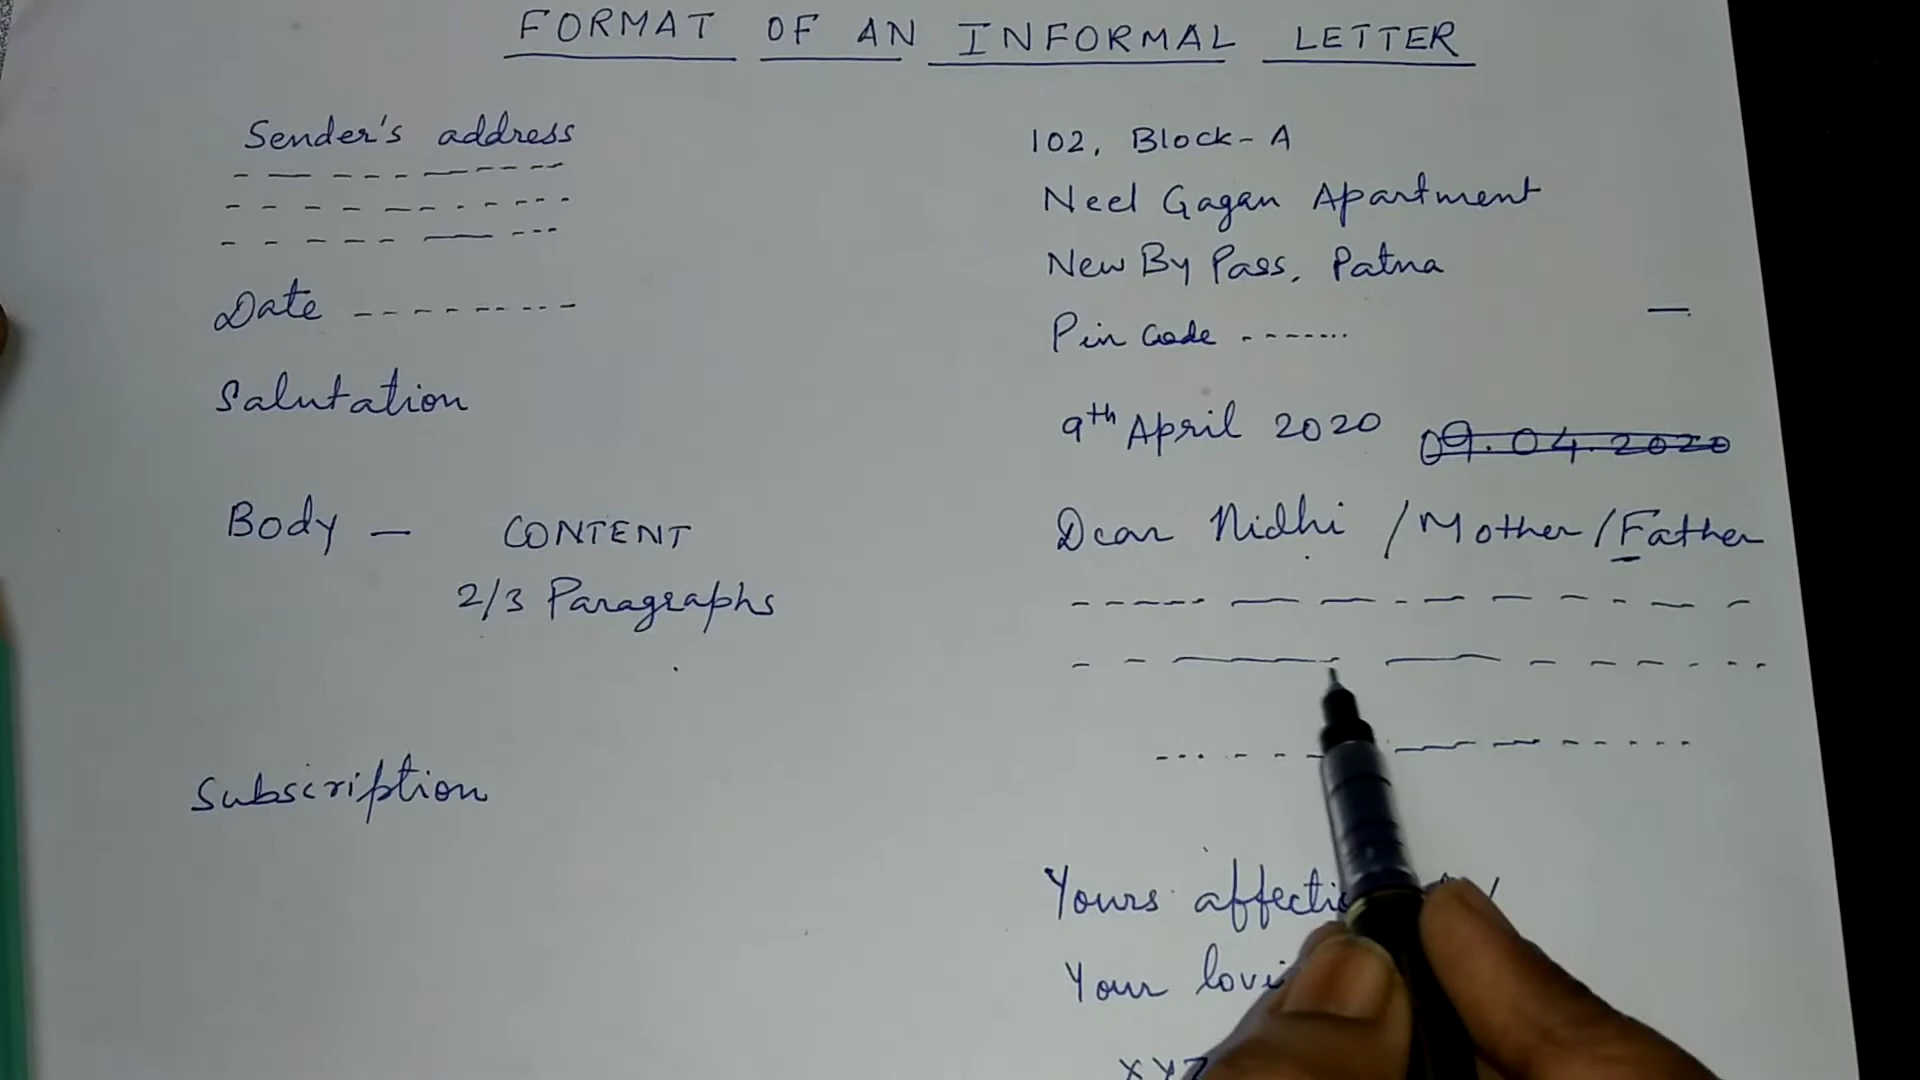 FORMAT OF AN INFORMAL LETTER
Sender's address
Date ---------
Salutation
Body — CONTENT
2/3 Paragraphs
Subscription
102, Block-A
Neel Gagan Apartment
New By Pass, Patna
Pin Code -------
9th April 2020 09.04.2020
Dear Nidhi / Mother / Father
Yours
Your
XYZ